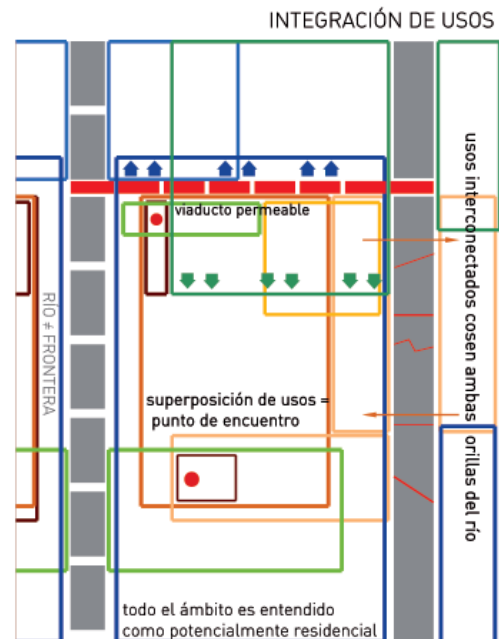 INTEGRACIÓN DE USOS
viaducto permeable
RÍO ≠ FRONTERA
usos interconectados cosen ambas orillas del río
superposición de usos =
punto de encuentro
todo el ámbito es entendido
como potencialmente residencial